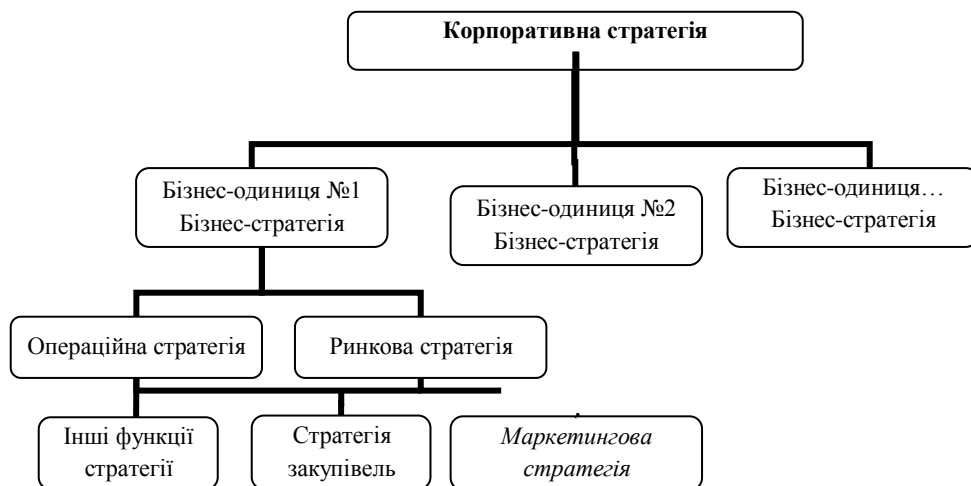 Корпоративна стратегія
Бізнес-одиниця №1
Бізнес-стратегія
Бізнес-одиниця №2
Бізнес-стратегія
Бізнес-одиниця…
Бізнес-стратегія
Операційна стратегія
Ринкова стратегія
Інші функції
стратегії
Стратегія
закупівель
Маркетингова
стратегія